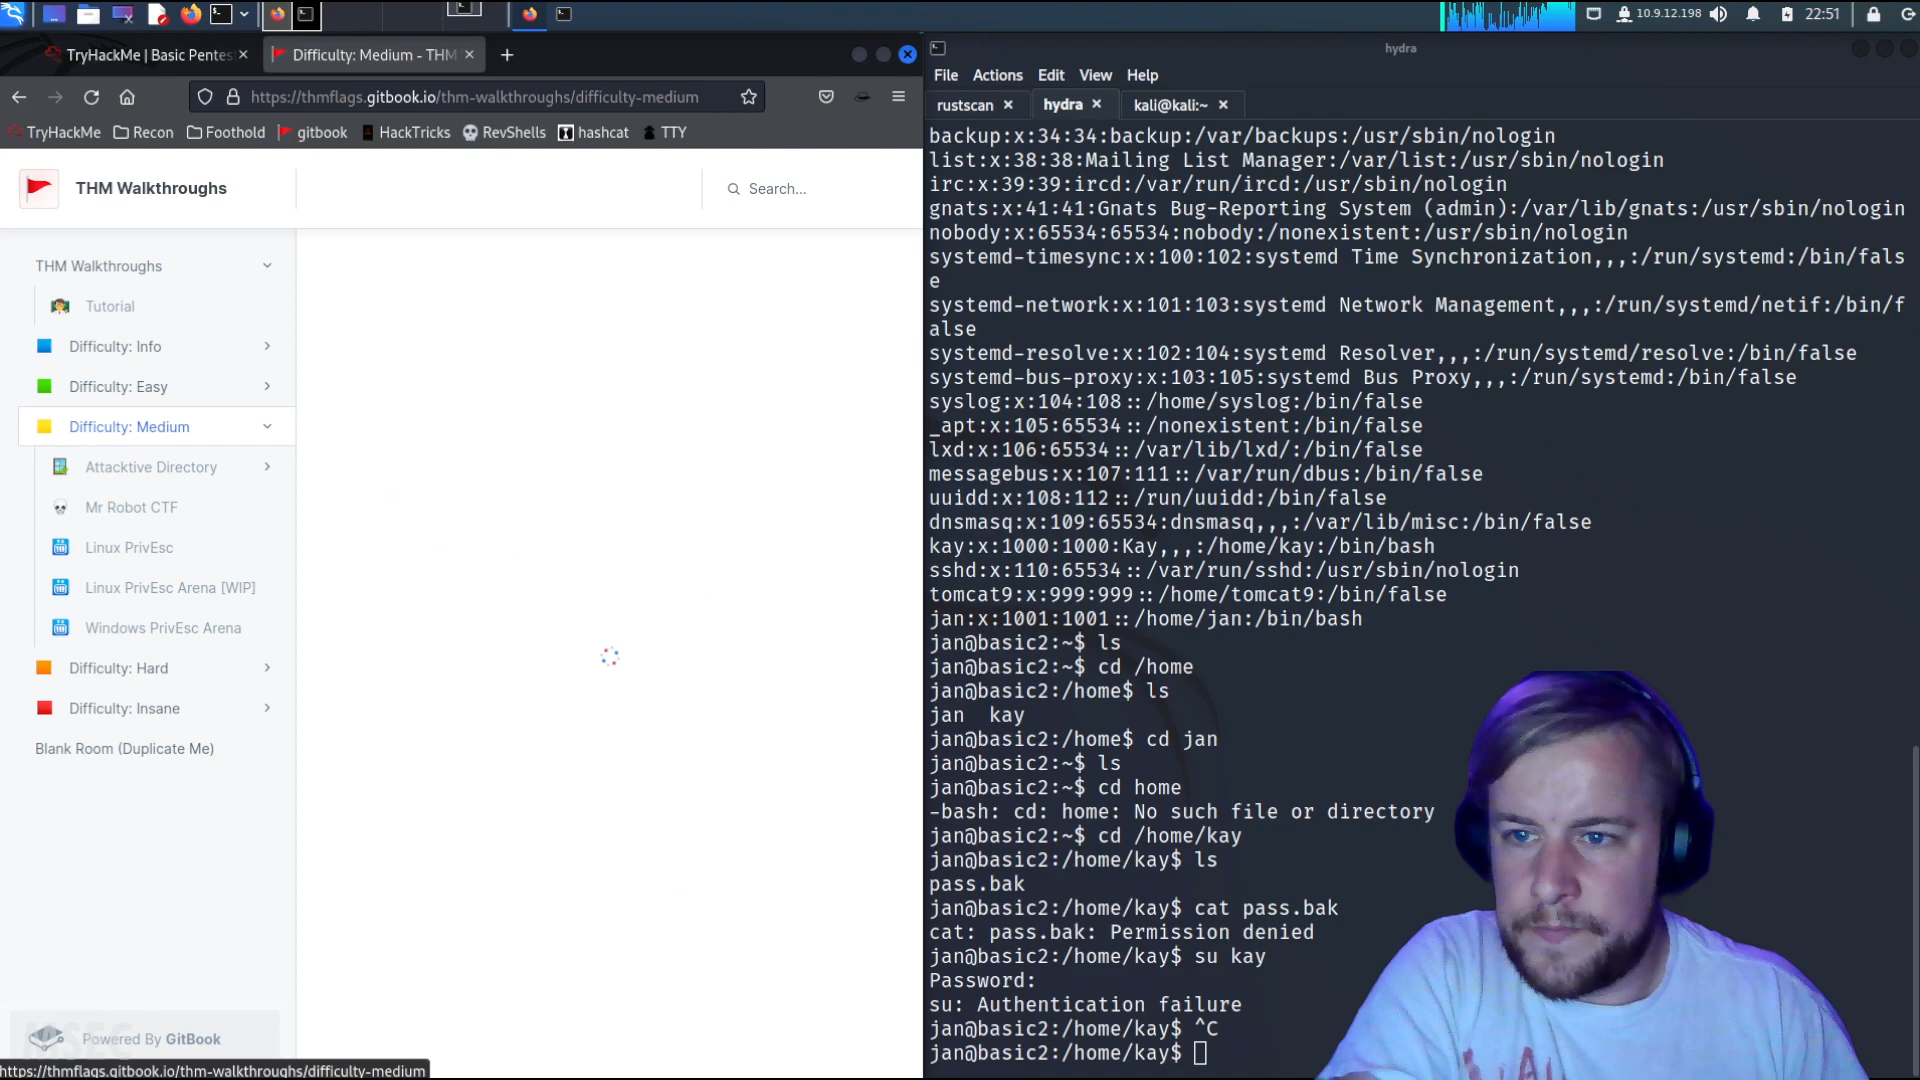 10.9.12.198
22:51
TryHackMe | Basic Pentes
Difficulty: Medium - THM
https://thmflags.gitbook.io/thm-walkthroughs/difficulty-medium
TryHackMe
Recon
Foothold
gitbook
HackTricks
RevShells
hashcat
TTY
THM Walkthroughs
Search...
THM Walkthroughs
Tutorial
Difficulty: Info
Difficulty: Easy
Difficulty: Medium
Attacktive Directory
Mr Robot CTF
Linux PrivEsc
Linux PrivEsc Arena [WIP]
Windows PrivEsc Arena
Difficulty: Hard
Difficulty: Insane
Blank Room (Duplicate Me)
Powered By GitBook
https://thmflags.gitbook.io/thm-walkthroughs/difficulty-medium
hydra
File Actions Edit View Help
rustscan
hydra
kali@kali:~
backup:x:34:34:backup:/var/backups:/usr/sbin/nologin
list:x:38:38:Mailing List Manager:/var/list:/usr/sbin/nologin
irc:x:39:39:ircd:/var/run/ircd:/usr/sbin/nologin
gnats:x:41:41:Gnats Bug-Reporting System (admin):/var/lib/gnats:/usr/sbin/nologin
nobody:x:65534:65534:nobody:/nonexistent:/usr/sbin/nologin
systemd-timesync:x:100:102:systemd Time Synchronization,,,:/run/systemd:/bin/fals
e
systemd-network:x:101:103:systemd Network Management,,,:/run/systemd/netif:/bin/f
alse
systemd-resolve:x:102:104:systemd Resolver,,,:/run/systemd/resolve:/bin/false
systemd-bus-proxy:x:103:105:systemd Bus Proxy,,,:/run/systemd:/bin/false
syslog:x:104:108::/home/syslog:/bin/false
_apt:x:105:65534::/nonexistent:/bin/false
lxd:x:106:65534::/var/lib/lxd/:/bin/false
messagebus:x:107:111::/var/run/dbus:/bin/false
uuidd:x:108:112::/run/uuidd:/bin/false
dnsmasq:x:109:65534:dnsmasq,,,:/var/lib/misc:/bin/false
kay:x:1000:1000:Kay,,,:/home/kay:/bin/bash
sshd:x:110:65534::/var/run/sshd:/usr/sbin/nologin
tomcat9:x:999:999::/home/tomcat9:/bin/false
jan:x:1001:1001::/home/jan:/bin/bash
jan@basic2:~$ ls
jan@basic2:~$ cd /home
jan@basic2:/home$ ls
jan kay
jan@basic2:/home$ cd jan
jan@basic2:~$ ls
jan@basic2:~$ cd home
-bash: cd: home: No such file or directory
jan@basic2:~$ cd /home/kay
jan@basic2:/home/kay$ ls
pass.bak
jan@basic2:/home/kay$ cat pass.bak
cat: pass.bak: Permission denied
jan@basic2:/home/kay$ su kay
Password:
su: Authentication failure
jan@basic2:/home/kay$ ^C
jan@basic2:/home/kay$